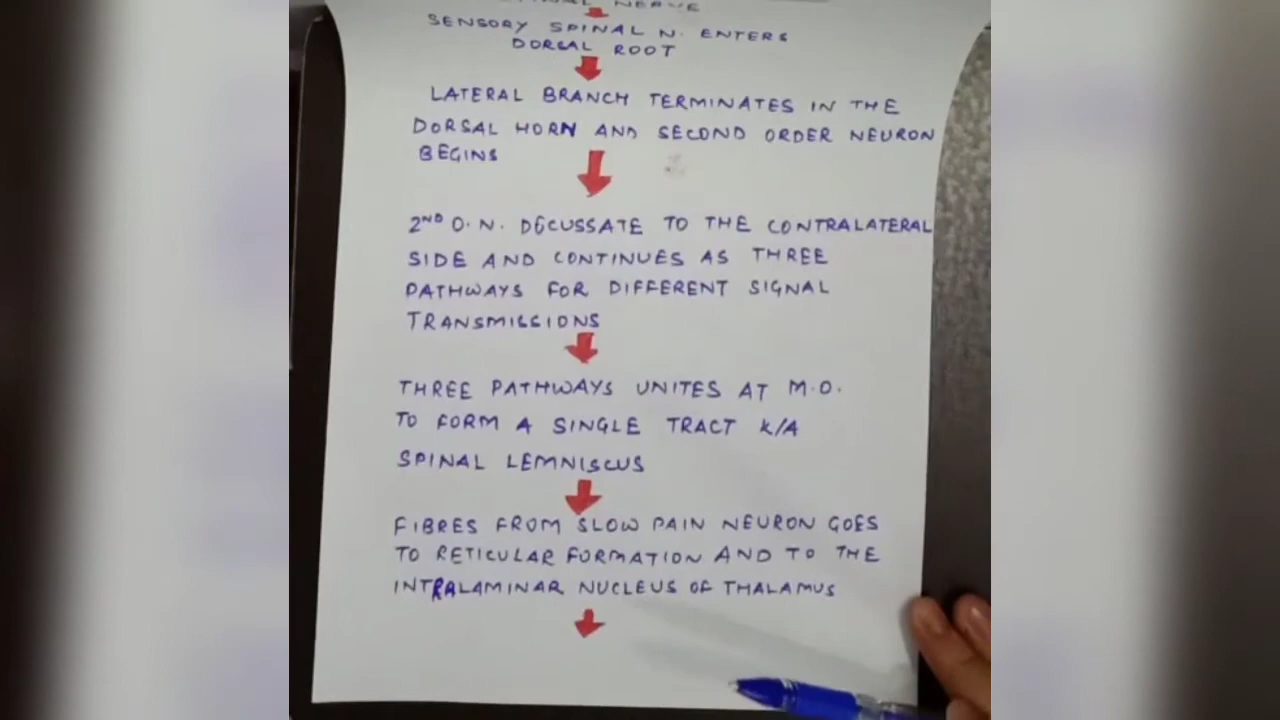 NERVE
SENSORY SPINAL N. ENTERS
DORSAL ROOT
LATERAL BRANCH TERMINATES IN THE
DORSAL HORN AND SECOND ORDER NEURON
BEGINS
2ND O.N. DECUSSATE TO THE CONTRALATERAL
SIDE AND CONTINUES AS THREE
PATHWAYS FOR DIFFERENT SIGNAL
TRANSMISSIONS
THREE PATHWAYS UNITES AT M.O.
TO FORM A SINGLE TRACT K/A
SPINAL LEMNISCUS
FIBRES FROM SLOW PAIN NEURON GOES
TO RETICULAR FORMATION AND TO THE
INTRALAMINAR NUCLEUS OF THALAMUS